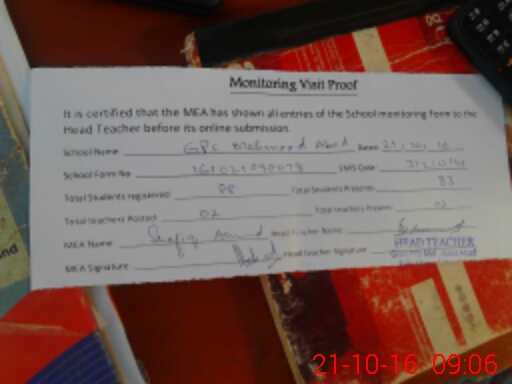 Monitoring Visit Proof
It is certified that the MEA has shown all entries of the School monitoring Form to the
Head Teacher before its online submission.
School Name GPS Mehmood Abad Dated 21, 10, 16
School Form No EMIS Code
Total Students registered: 88 Total Students Present: 83
Total teachers Posted 02 Total teachers Present 02
MEA Name Head Teacher Name
MEA Signature Head teacher Signature
HEAD TEACHER
21-10-16 09:06